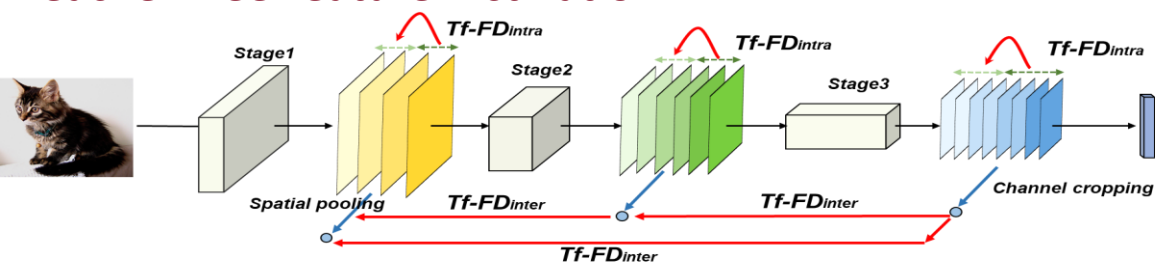 Tf-FDintra
Tf-FDintra
Tf-FDintra
Stage1
Stage2
Stage3
Spatial pooling
Channel cropping
Tf-FDinter
Tf-FDinter
Tf-FDinter